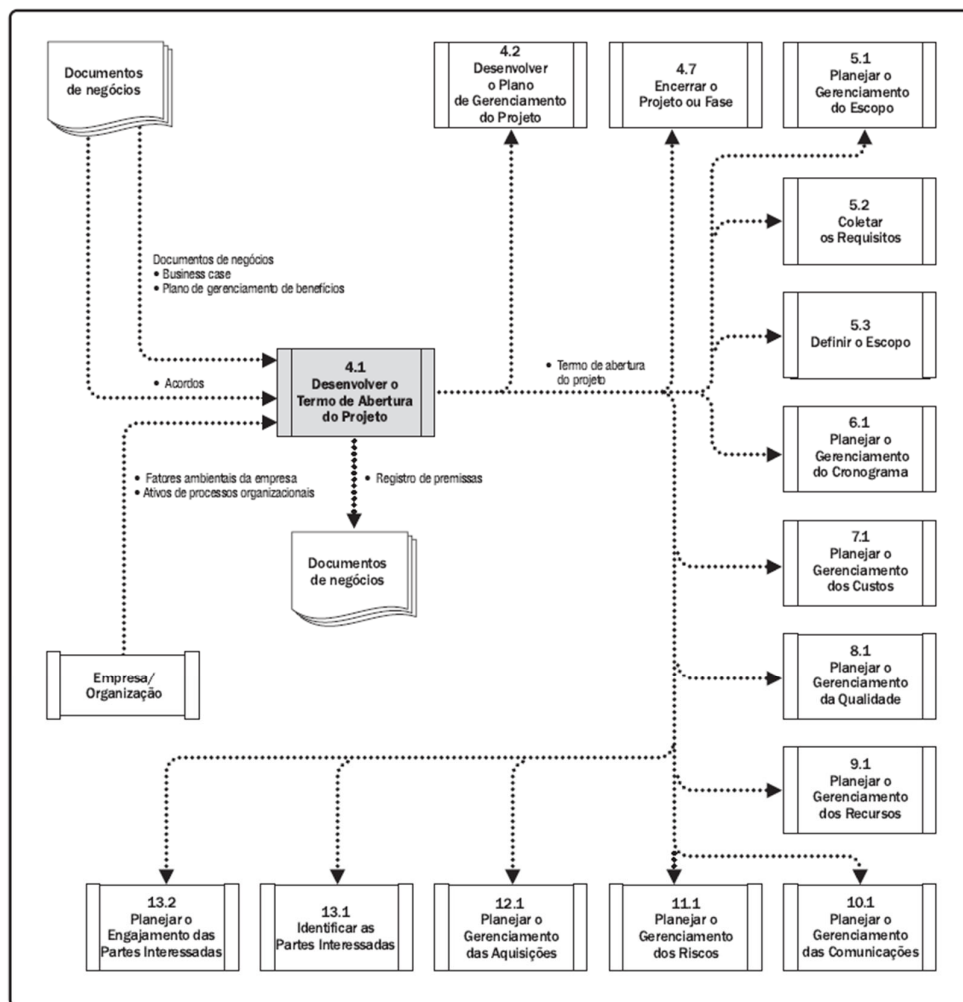 Documentos
de negócios
4.2
Desenvolver
o Plano
de Gerenciamento
do Projeto
4.7
Encerrar o
Projeto ou Fase
5.1
Planejar o
Gerenciamento
do Escopo
5.2
Coletar
os Requisitos
Documentos de negócios
• Business case
• Plano de gerenciamento de benefícios
5.3
Definir o Escopo
4.1
Desenvolver o
Termo de Abertura
do Projeto
• Acordos
• Termo de abertura
do projeto
6.1
Planejar o
Gerenciamento
do Cronograma
• Fatores ambientais da empresa
• Ativos de processos organizacionais
• Registro de premissas
Documentos
de negócios
7.1
Planejar o
Gerenciamento
dos Custos
Empresa/
Organização
8.1
Planejar o
Gerenciamento
da Qualidade
9.1
Planejar o
Gerenciamento
dos Recursos
13.2
Planejar o
Engajamento das
Partes Interessadas
13.1
Identificar as
Partes Interessadas
12.1
Planejar o
Gerenciamento
das Aquisições
11.1
Planejar o
Gerenciamento
dos Riscos
10.1
Planejar o
Gerenciamento
das Comunicações